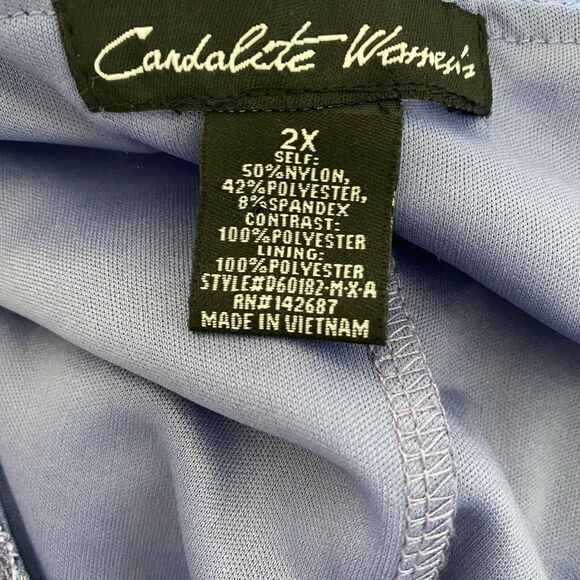 Candalite Women's
2X
SELF:
50%NYLON,
42%POLYESTER,
8%SPANDEX
CONTRAST:
100%POLYESTER
LINING:
100%POLYESTER
STYLE#D60182-M-X-A
RN#142687
MADE IN VIETNAM